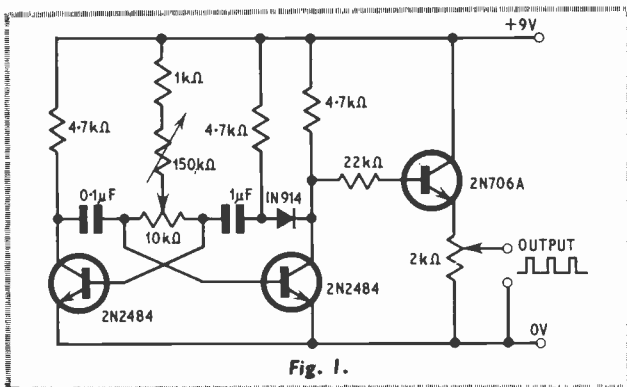 +9V
1kΩ
4·7kΩ
4·7kΩ
4·7kΩ
150kΩ
22kΩ
2N706A
0·1μF
1μF
IN914
10kΩ
2kΩ
OUTPUT
2N2484
2N2484
0V
Fig. 1.